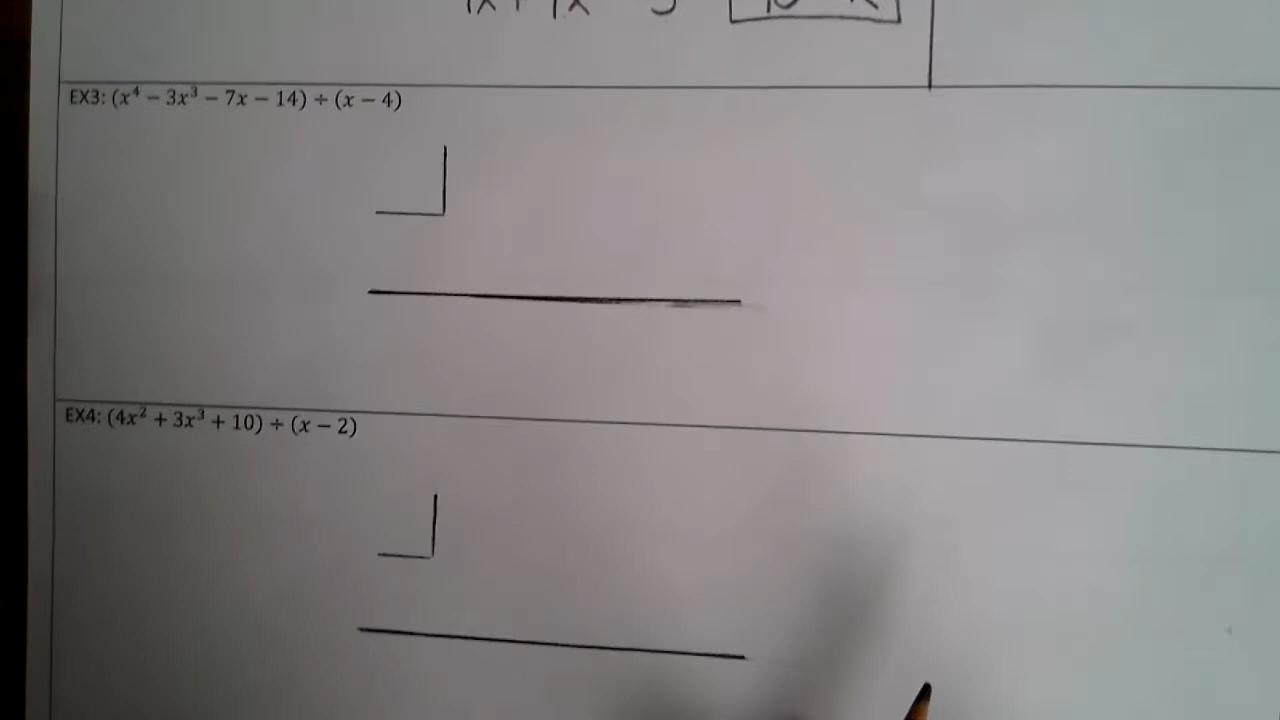 EX3: (x⁴ − 3x³ − 7x − 14) ÷ (x − 4)
EX4: (4x² + 3x³ + 10) ÷ (x − 2)